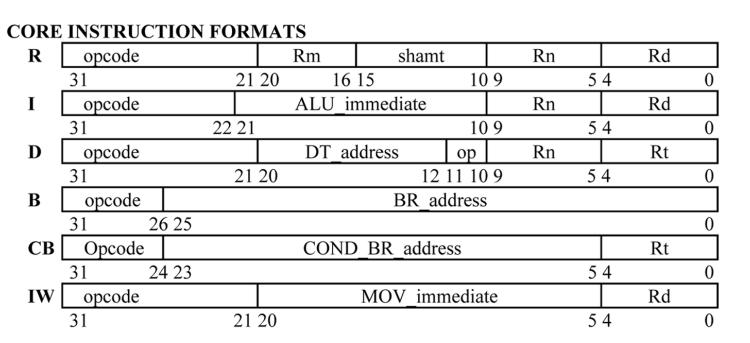 CORE INSTRUCTION FORMATS
R opcode Rm shamt Rn Rd
31 21 20 16 15 10 9 5 4 0
I opcode ALU_immediate Rn Rd
31 22 21 10 9 5 4 0
D opcode DT_address op Rn Rt
31 21 20 12 11 10 9 5 4 0
B opcode BR_address
31 26 25 0
CB Opcode COND_BR_address Rt
31 24 23 5 4 0
IW opcode MOV_immediate Rd
31 21 20 5 4 0